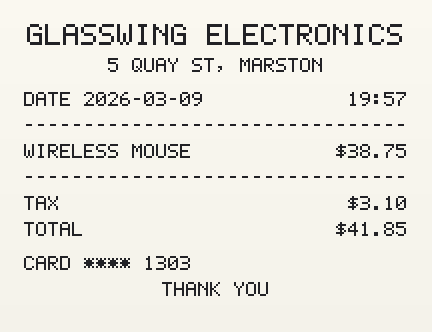 GLASSWING ELECTRONICS
5 QUAY ST, MARSTON
DATE 2026-03-09 19:57
--------------------------------
WIRELESS MOUSE $38.75
--------------------------------
TAX $3.10
TOTAL $41.85
CARD **** 1303
THANK YOU